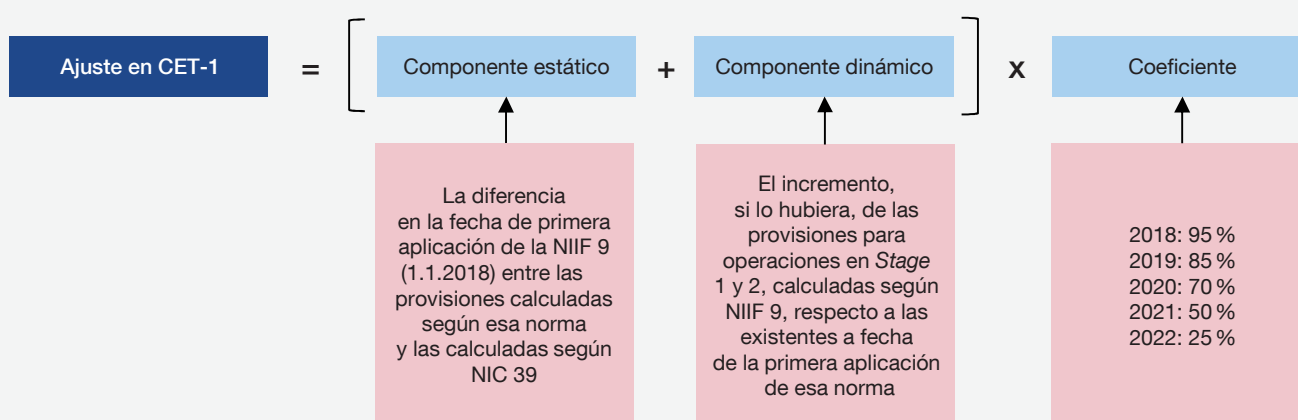 Ajuste en CET-1 = [ Componente estático + Componente dinámico ] x Coeficiente
La diferencia
en la fecha de primera
aplicación de la NIIF 9
(1.1.2018) entre las
provisiones calculadas
según esa norma
y las calculadas según
NIC 39
El incremento,
si lo hubiera, de las
provisiones para
operaciones en Stage
1 y 2, calculadas según
NIIF 9, respecto a las
existentes a fecha
de la primera aplicación
de esa norma
2018: 95 %
2019: 85 %
2020: 70 %
2021: 50 %
2022: 25 %